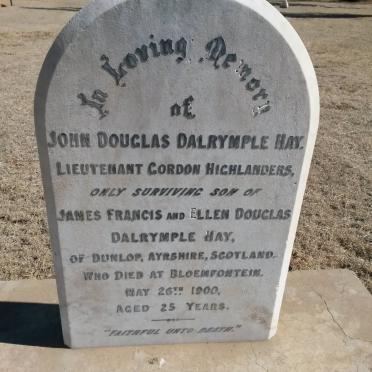 In Loving Memory
of
JOHN DOUGLAS DALRYMPLE HAY.
LIEUTENANT GORDON HIGHLANDERS,
ONLY SURVIVING SON OF
JAMES FRANCIS AND ELLEN DOUGLAS
DALRYMPLE HAY,
OF DUNLOP, AYRSHIRE, SCOTLAND.
WHO DIED AT BLOEMFONTEIN.
MAY 26TH 1900,
AGED 25 YEARS.
"FAITHFUL UNTO DEATH."